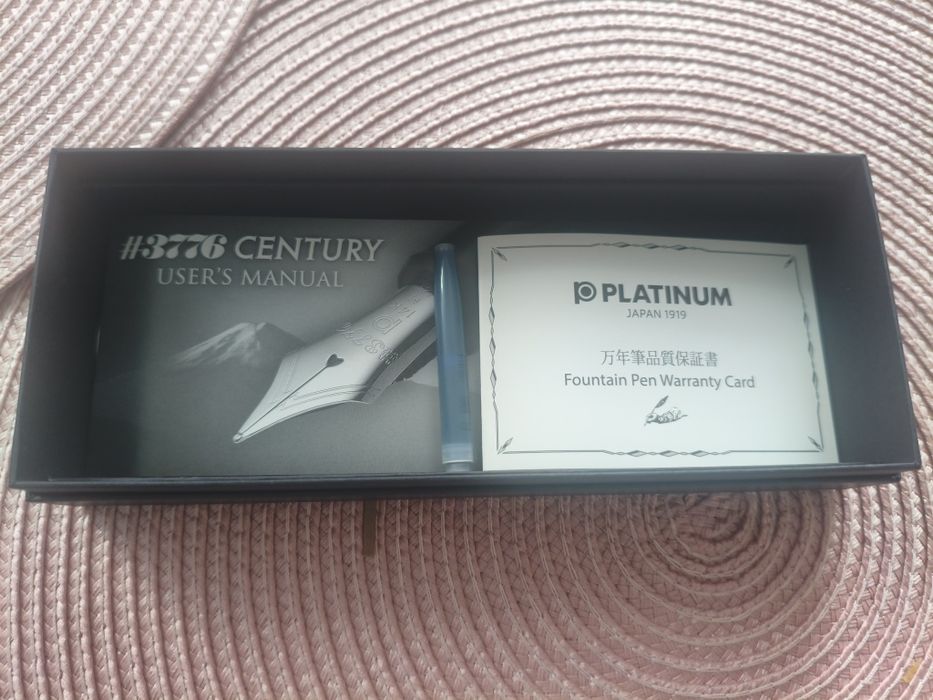 #3776 CENTURY
USER'S MANUAL
PLATINUM
JAPAN 1919
万年筆品質保証書
Fountain Pen Warranty Card